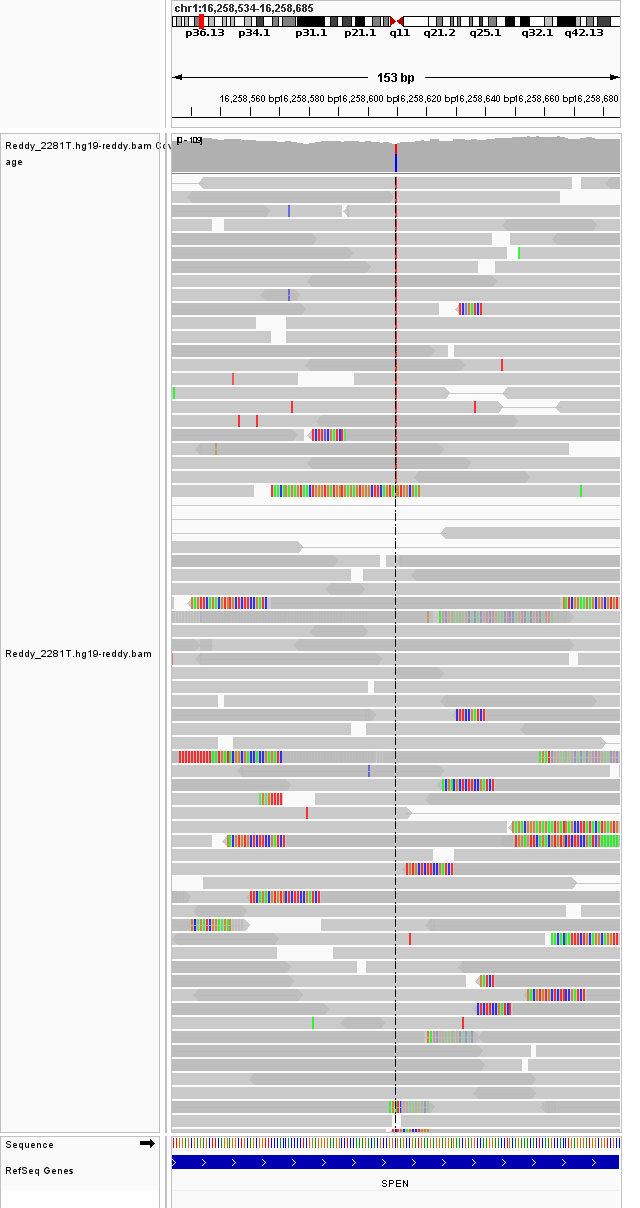 chr1:16,258,534-16,258,685
p36.13 p34.1 p31.1 p21.1 q11 q21.2 q25.1 q32.1 q42.13
153 bp
16,258,560 bp 16,258,580 bp 16,258,600 bp 16,258,620 bp 16,258,640 bp 16,258,660 bp 16,258,680
[0 - 109]
Reddy_2281T.hg19-reddy.bam Cov
age
Reddy_2281T.hg19-reddy.bam
Sequence
RefSeq Genes
SPEN